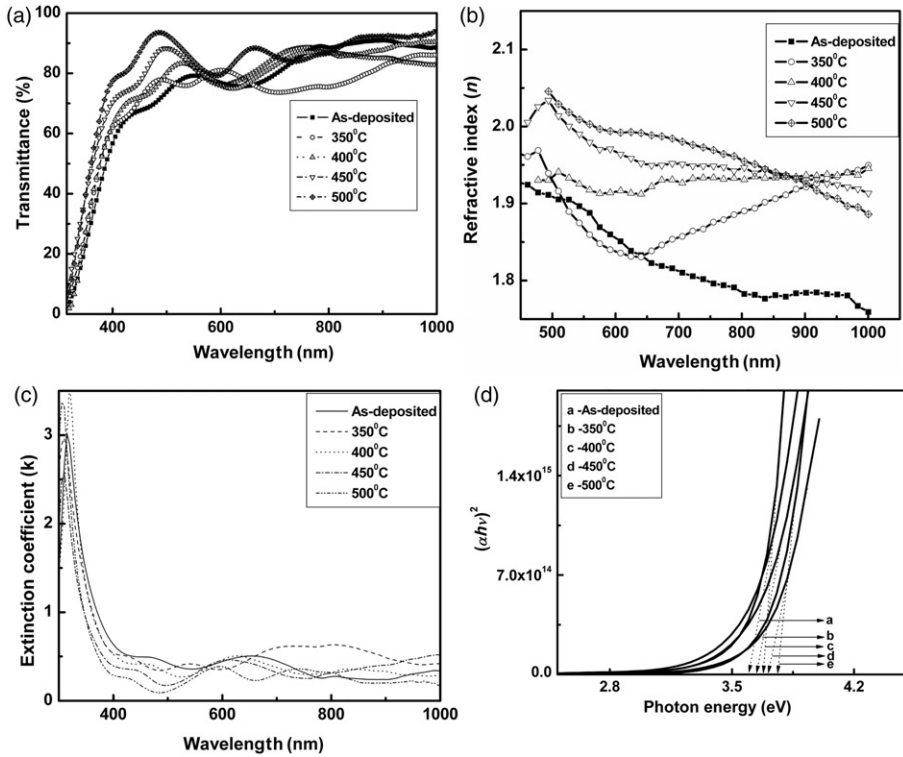 (a)
100
90
80
60
40
20
0
400
600
800
1000
Transmittance (%)
Wavelength (nm)
As-deposited
350⁰C
400⁰C
450⁰C
500⁰C
(b)
2.1
2.0
1.9
1.8
500
600
700
800
900
1000
Refractive index (n)
Wavelength (nm)
As-deposited
350⁰C
400⁰C
450⁰C
500⁰C
(c)
3
2
1
0
400
600
800
1000
Extinction coefficient (k)
Wavelength (nm)
As-deposited
350⁰C
400⁰C
450⁰C
500⁰C
(d)
a -As-deposited
b -350⁰C
c -400⁰C
d -450⁰C
e -500⁰C
1.4x10¹⁵
7.0x10¹⁴
0.0
(αhν)²
a
b
c
d
e
2.8
3.5
4.2
Photon energy (eV)